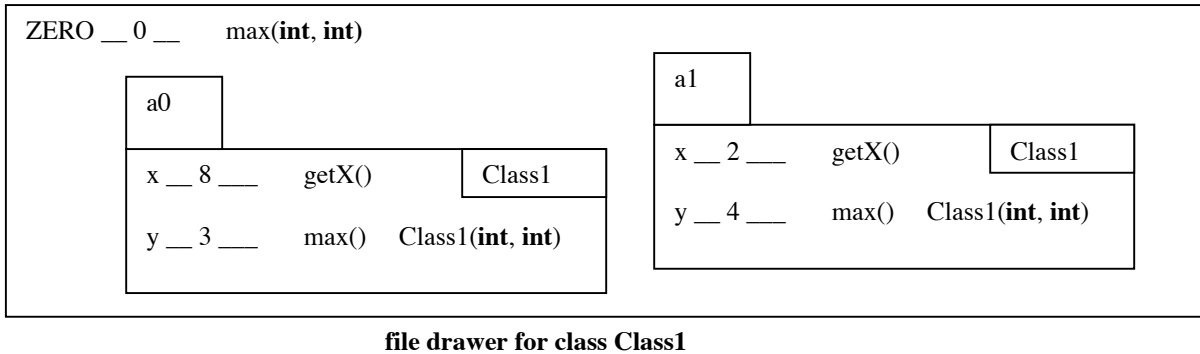 ZERO __ 0 __ max(int, int)
a0
x __ 8 ___ getX() Class1
y __ 3 ___ max() Class1(int, int)
a1
x __ 2 ___ getX() Class1
y __ 4 ___ max() Class1(int, int)
file drawer for class Class1